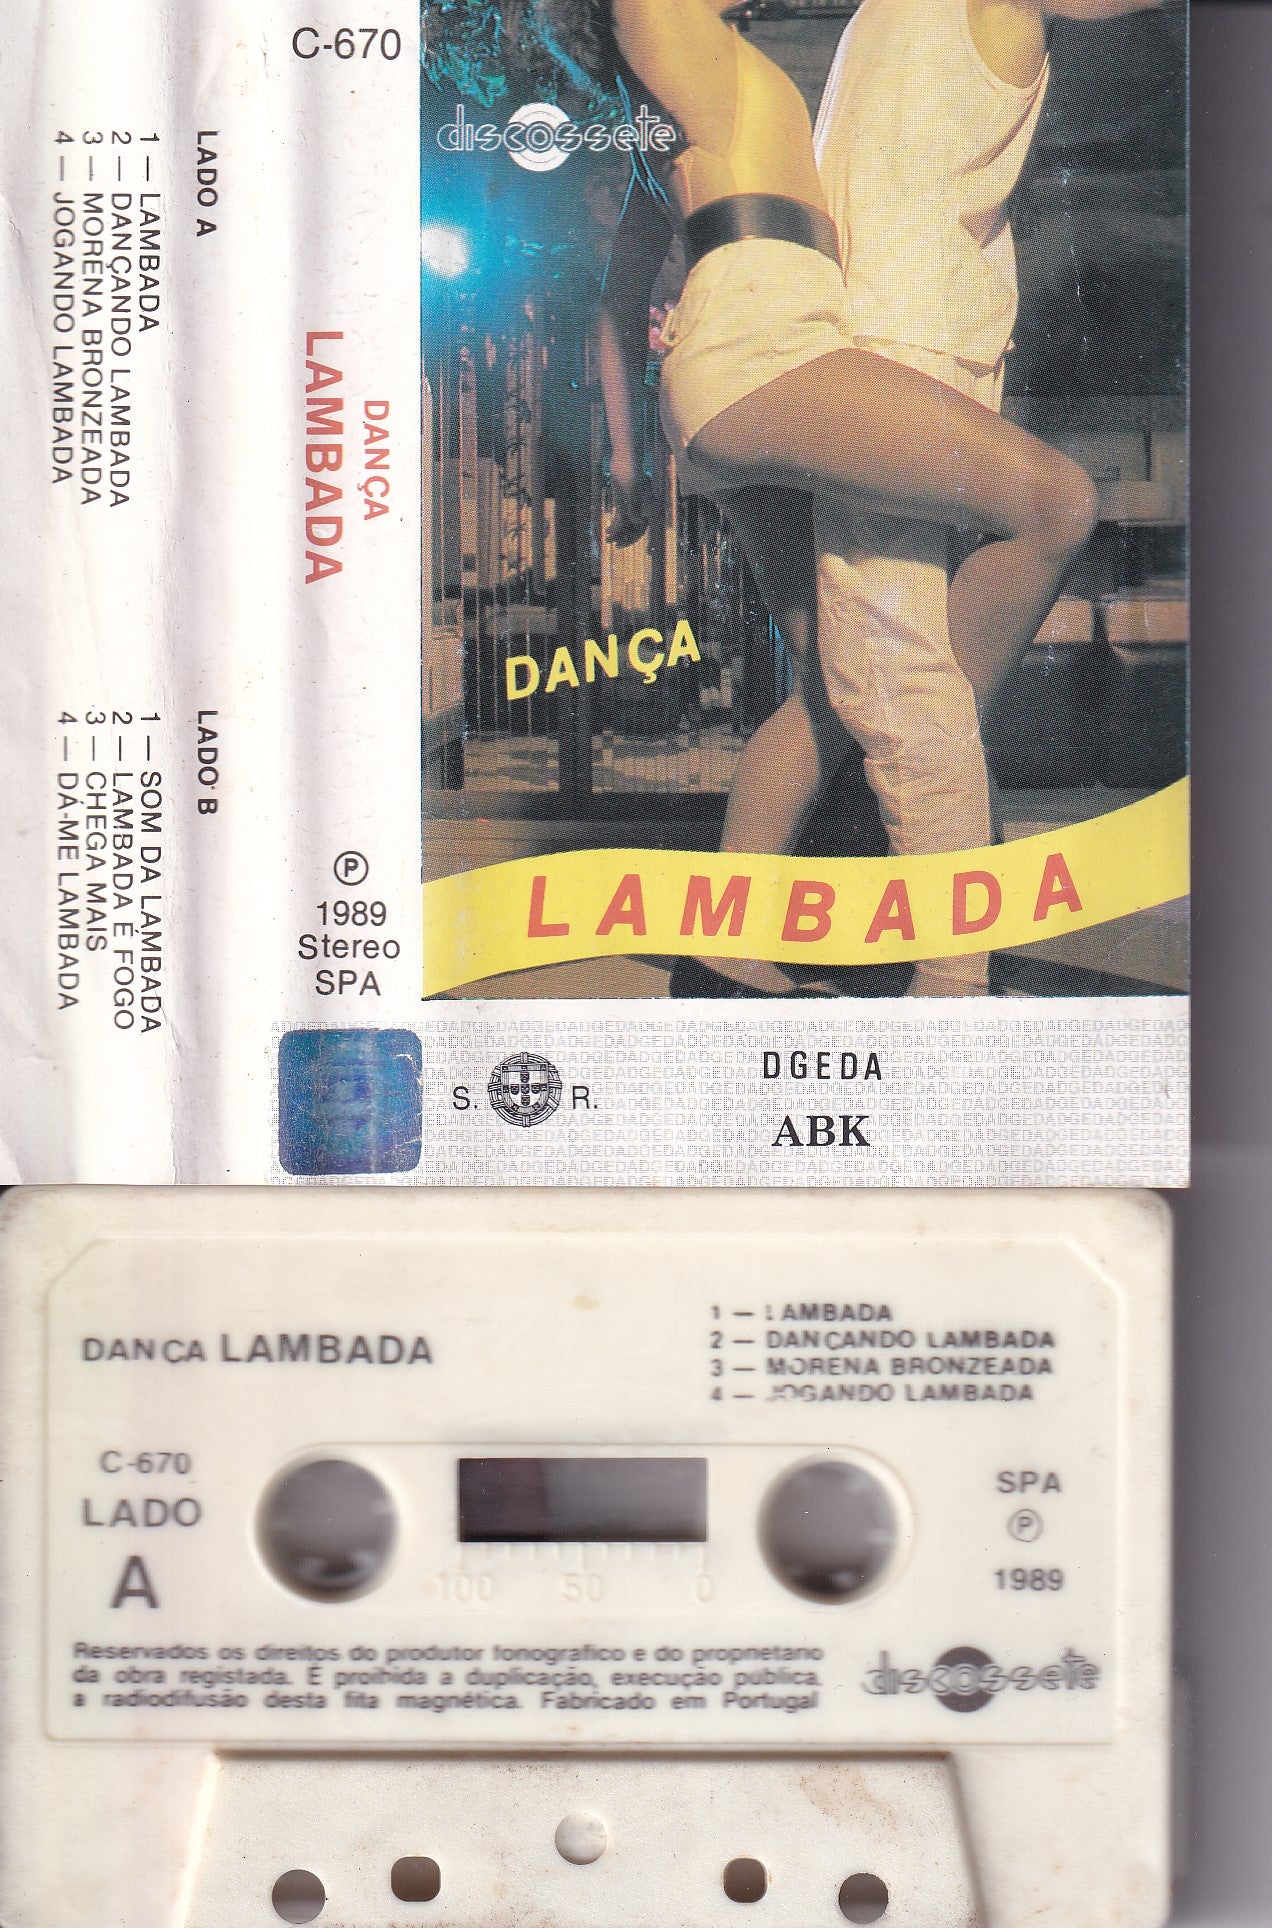 LADO A
1 — LAMBADA
2 — DANÇANDO LAMBADA
3 — MORENA BRONZEADA
4 — JOGANDO LAMBADA
LADO B
1 — SOM DA LAMBADA
2 — LAMBADA É FOGO
3 — CHEGA MAIS
4 — DÁ-ME LAMBADA
C-670
DANÇA
LAMBADA
Ⓟ
1989
Stereo
SPA
discossete
DANÇA
LAMBADA
S. R.
DGEDA
ABK
DANÇA LAMBADA
1 — LAMBADA
2 — DANÇANDO LAMBADA
3 — MORENA BRONZEADA
4 — JOGANDO LAMBADA
C-670
LADO
A
100 50 0
SPA
Ⓟ
1989
Reservados os direitos do produtor fonográfico e do proprietário
da obra registada. É proibida a duplicação, execução pública,
a radiodifusão desta fita magnética. Fabricado em Portugal
discossete